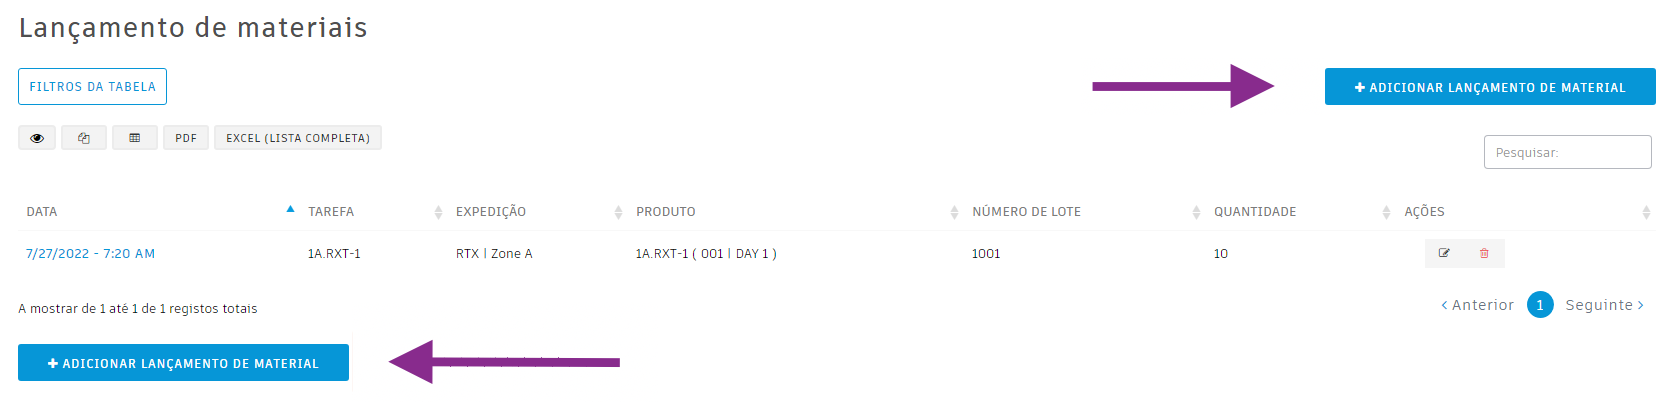 Lançamento de materiais
FILTROS DA TABELA
ADICIONAR LANÇAMENTO DE MATERIAL
PDF EXCEL (LISTA COMPLETA)
Pesquisar:
DATA TAREFA EXPEDIÇÃO PRODUTO NÚMERO DE LOTE QUANTIDADE AÇÕES
7/27/2022 - 7:20 AM 1A.RXT-1 RTX | Zone A 1A.RXT-1 ( 001 | DAY 1 ) 1001 10
A mostrar de 1 até 1 de 1 registos totais
Anterior 1 Seguinte
ADICIONAR LANÇAMENTO DE MATERIAL